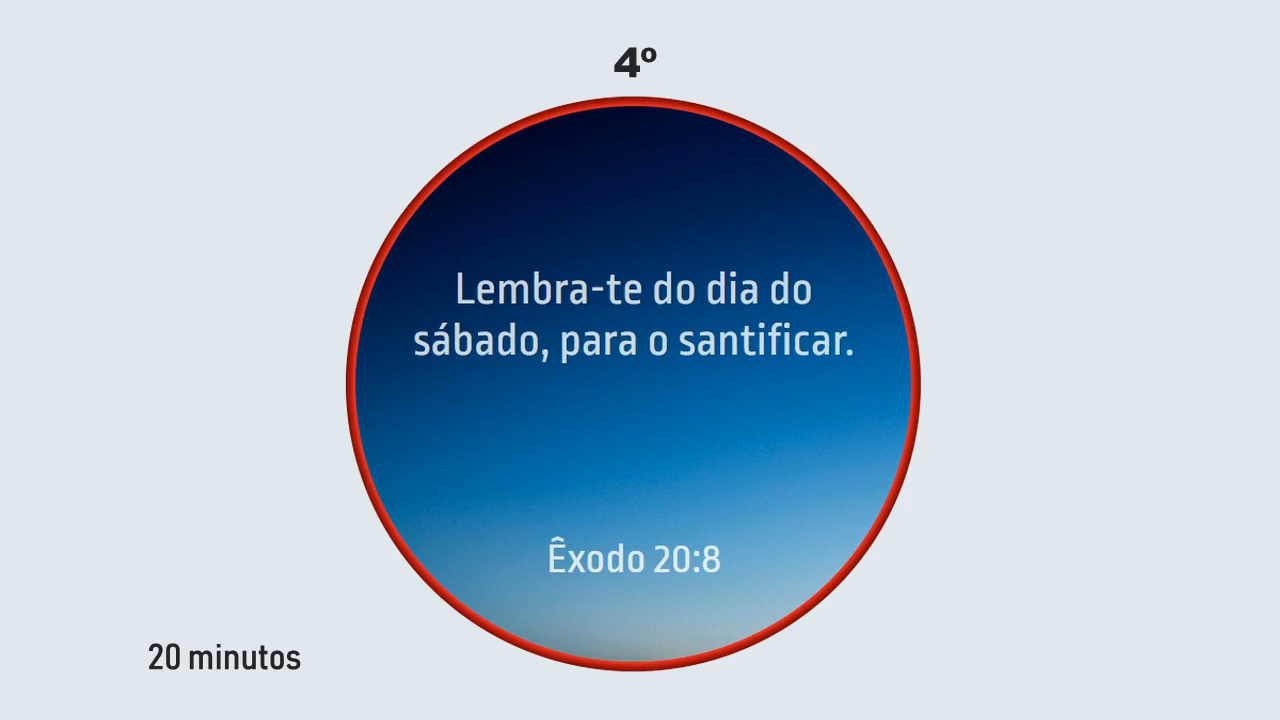 4º
Lembra-te do dia do
sábado, para o santificar.
Êxodo 20:8
20 minutos